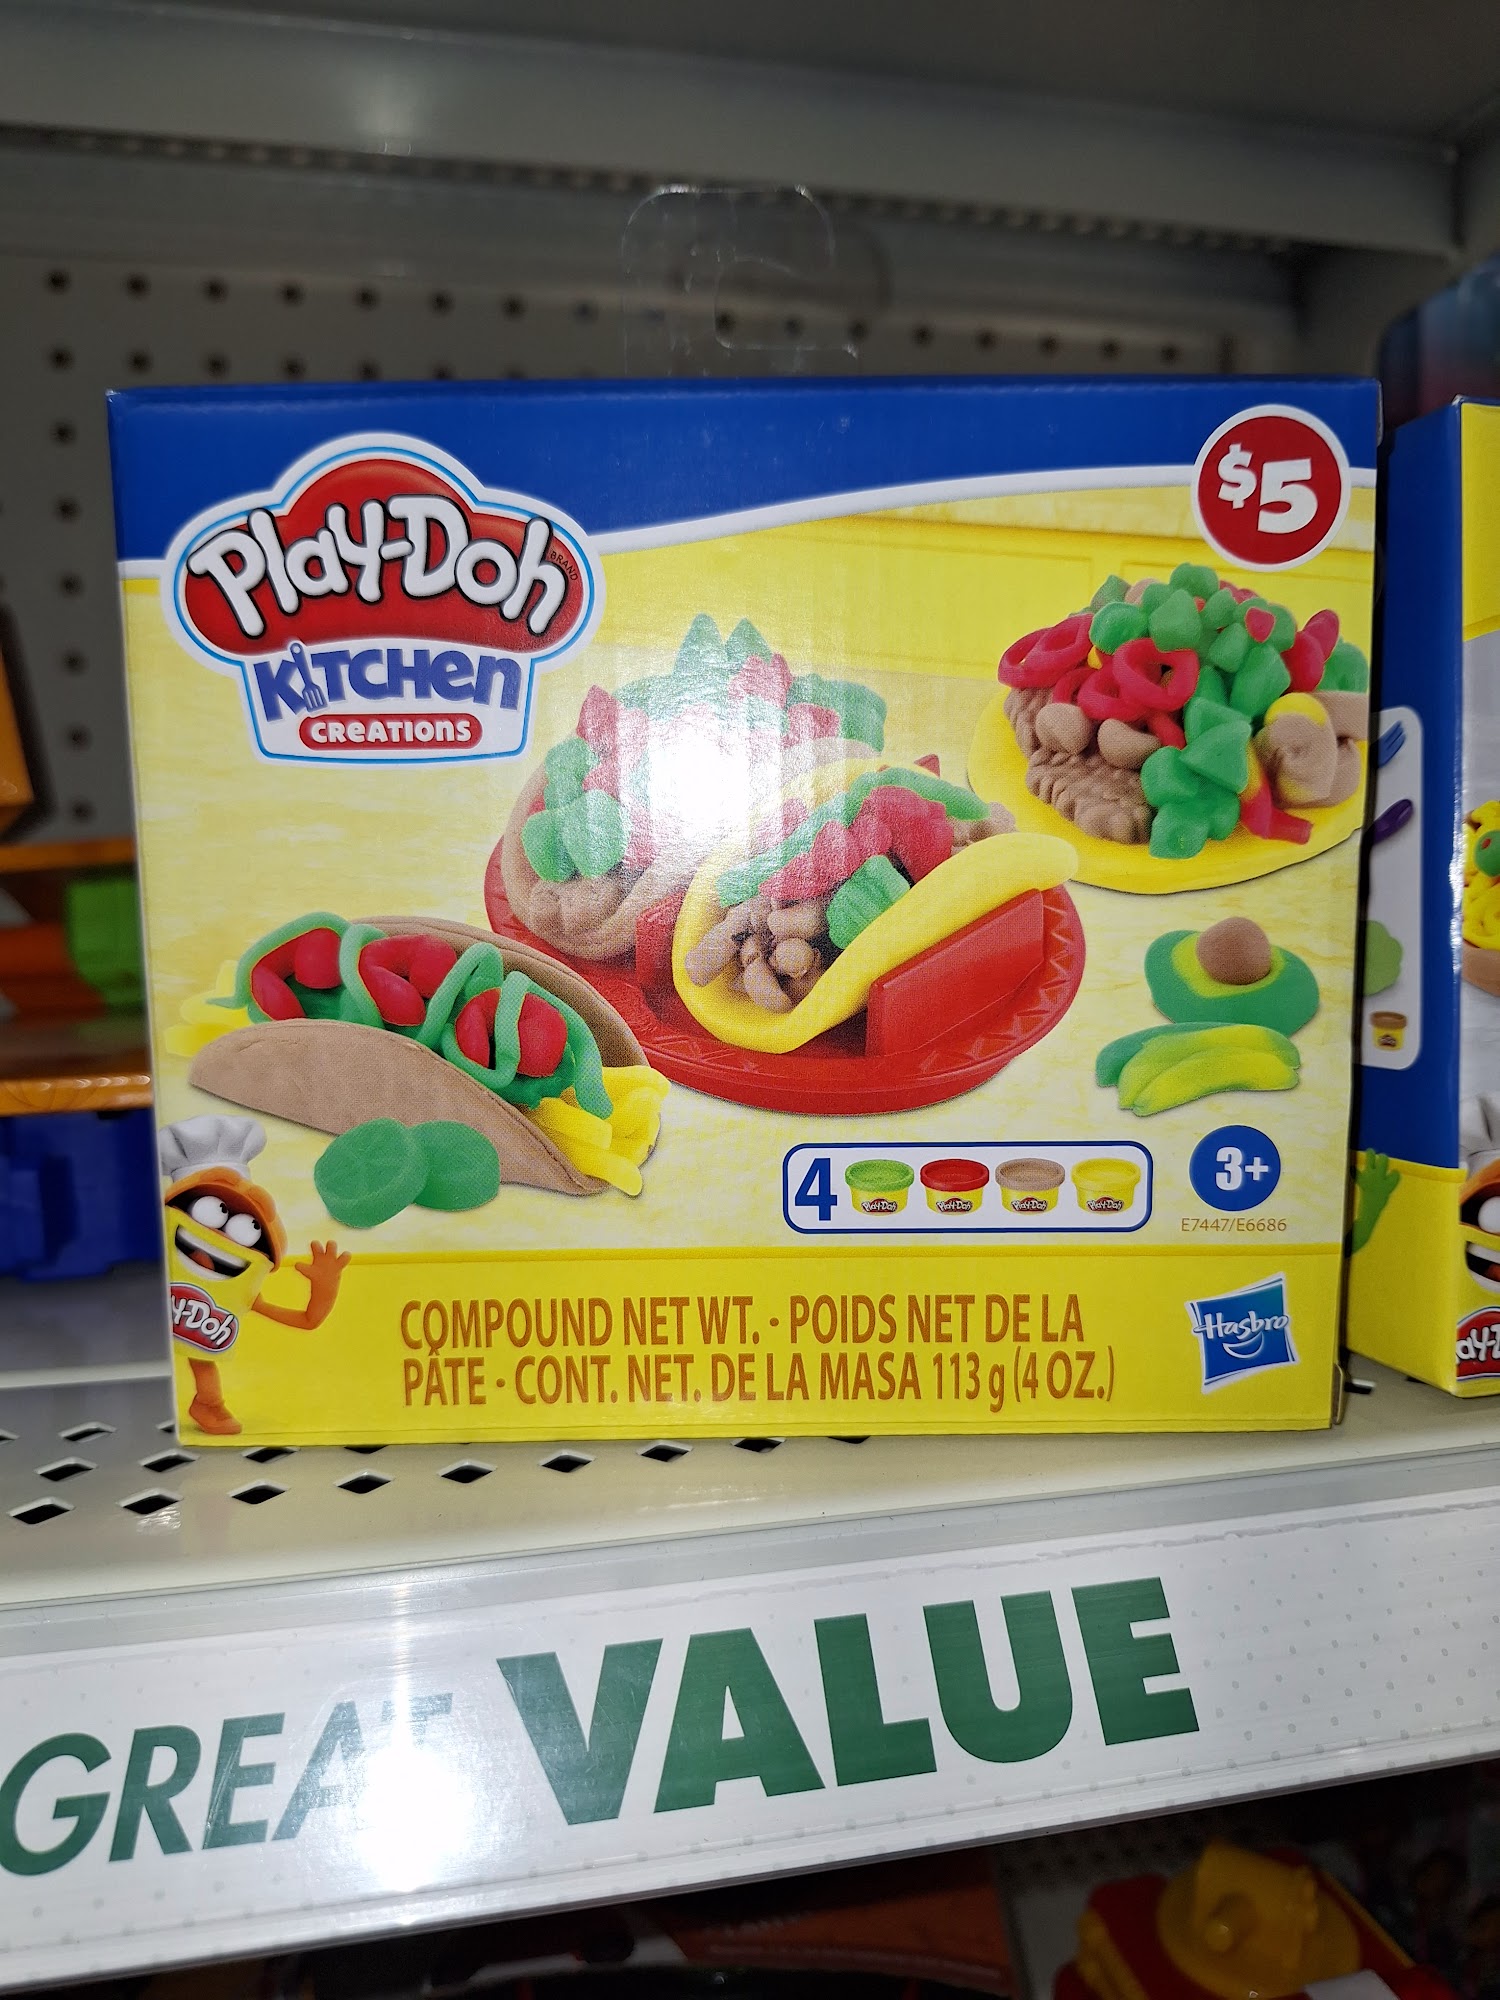 $5
Play-Doh
BRAND
KITCHEN
CREATIONS
4
Play-Doh
Play-Doh
Play-Doh
Play-Doh
3+
E7447/E6686
Y-Doh
COMPOUND NET WT. - POIDS NET DE LA
PÂTE - CONT. NET. DE LA MASA 113 g (4 OZ.)
Hasbro
ay-D
GREAT VALUE